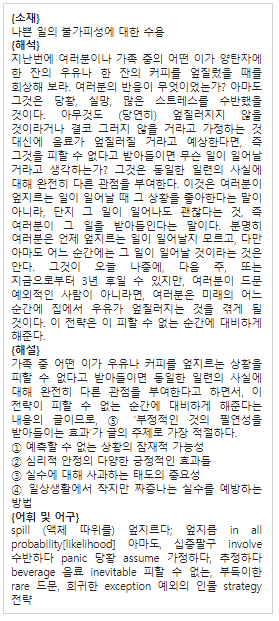 [소재]
나쁜 일의 불가피성에 대한 수용
[해석]
지난번에 여러분이나 가족 중의 어떤 이가 양탄자에
한 잔의 우유나 한 잔의 커피를 엎질렀을 때를
회상해 보라. 여러분의 반응이 무엇이었는가? 아마도
그것은 당황, 실망, 많은 스트레스를 수반했을
것이다. 아무것도 (당연히) 엎질러지지 않을
것이라거나 결코 그러지 않을 거라고 가정하는 것
대신에 음료가 엎질러질 거라고 예상한다면, 즉
그것을 피할 수 없다고 받아들이면 무슨 일이 일어날
거라고 생각하는가? 그것은 동일한 일련의 사실에
대해 완전히 다른 관점을 부여한다. 이것은 여러분이
엎지르는 일이 일어날 때 그 상황을 좋아한다는 말이
아니라, 단지 그 일이 일어나도 괜찮다는 것, 즉
여러분이 그 일을 받아들인다는 말이다. 분명히
여러분은 언제 엎지르는 일이 일어날지 모르고, 다만
아마도 어느 순간에는 그 일이 일어날 것이라는 것은
안다. 그것이 오늘 나중에, 다음 주, 또는
지금으로부터 3년 후일 수 있지만, 여러분이 드문
예외적인 사람이 아니라면, 여러분은 미래의 어느
순간에 집에서 우유가 엎질러지는 것을 겪게 될
것이다. 이 전략은 이 피할 수 없는 순간에 대비하게
해준다.
[해설]
가족 중 어떤 이가 우유나 커피를 엎지르는 상황을
피할 수 없다고 받아들이면 동일한 일련의 사실에
대해 완전히 다른 관점을 부여한다고 하면서, 이
전략이 피할 수 없는 순간에 대비하게 해준다는
내용의 글이므로, ⑤ ‘부정적인 것의 필연성을
받아들이는 효과’가 글의 주제로 가장 적절하다.
① 예측할 수 없는 상황의 잠재적 가능성
② 심리적 안정의 다양한 긍정적인 효과들
③ 실수에 대해 사과하는 태도의 중요성
④ 일상생활에서 작지만 짜증나는 실수를 예방하는
방법
[어휘 및 어구]
spill (액체 따위를) 엎지르다; 엎지름 in all
probability[likelihood] 아마도, 십중팔구 involve
수반하다 panic 당황 assume 가정하다, 추정하다
beverage 음료 inevitable 피할 수 없는, 부득이한
rare 드문, 희귀한 exception 예외의 인물 strategy
전략